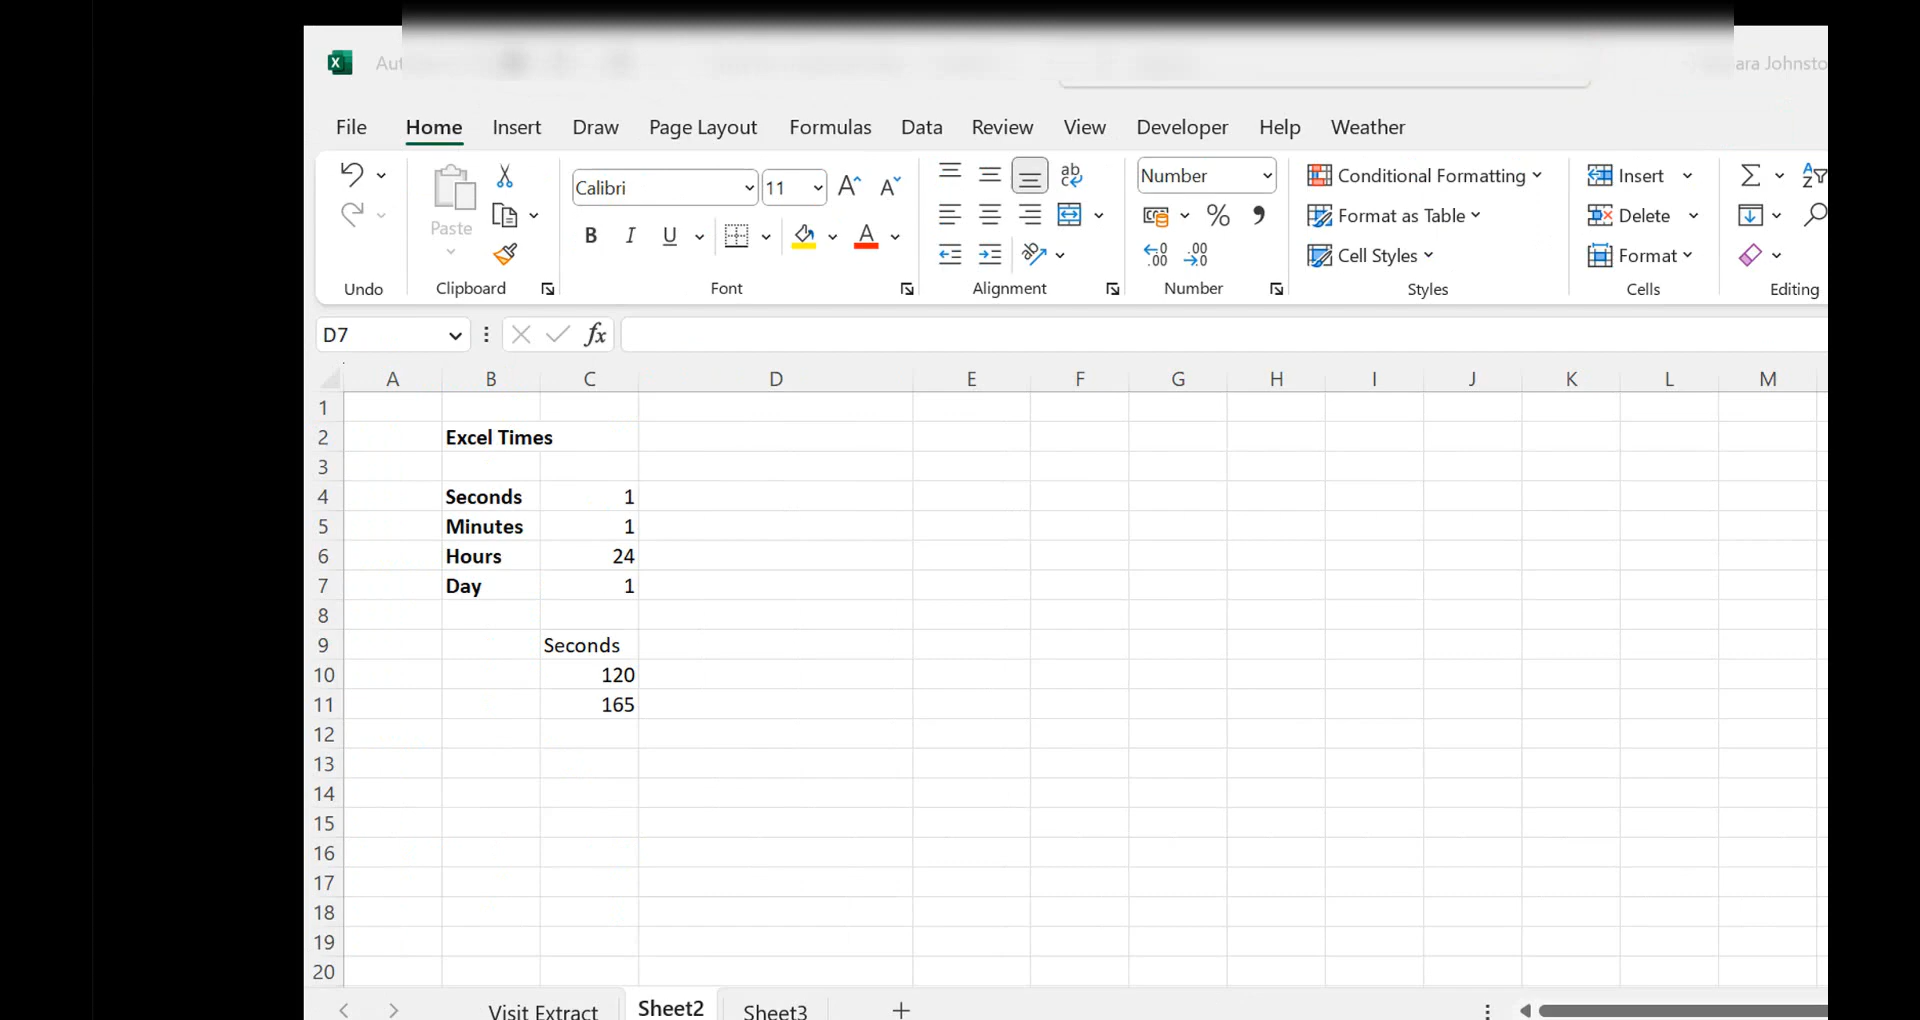 File Home Insert Draw Page Layout Formulas Data Review View Developer Help Weather
Calibri 11 ab Number Conditional Formatting Insert
Paste Format as Table Delete
B I U A Cell Styles Format
Undo Clipboard Font Alignment Number Styles Cells Editing
D7 fx
A B C D E F G H I J K L M
1
2 Excel Times
3
4 Seconds 1
5 Minutes 1
6 Hours 24
7 Day 1
8
9 Seconds
10 120
11 165
12
13
14
15
16
17
18
19
20
Visit Extract Sheet2 Sheet3 +